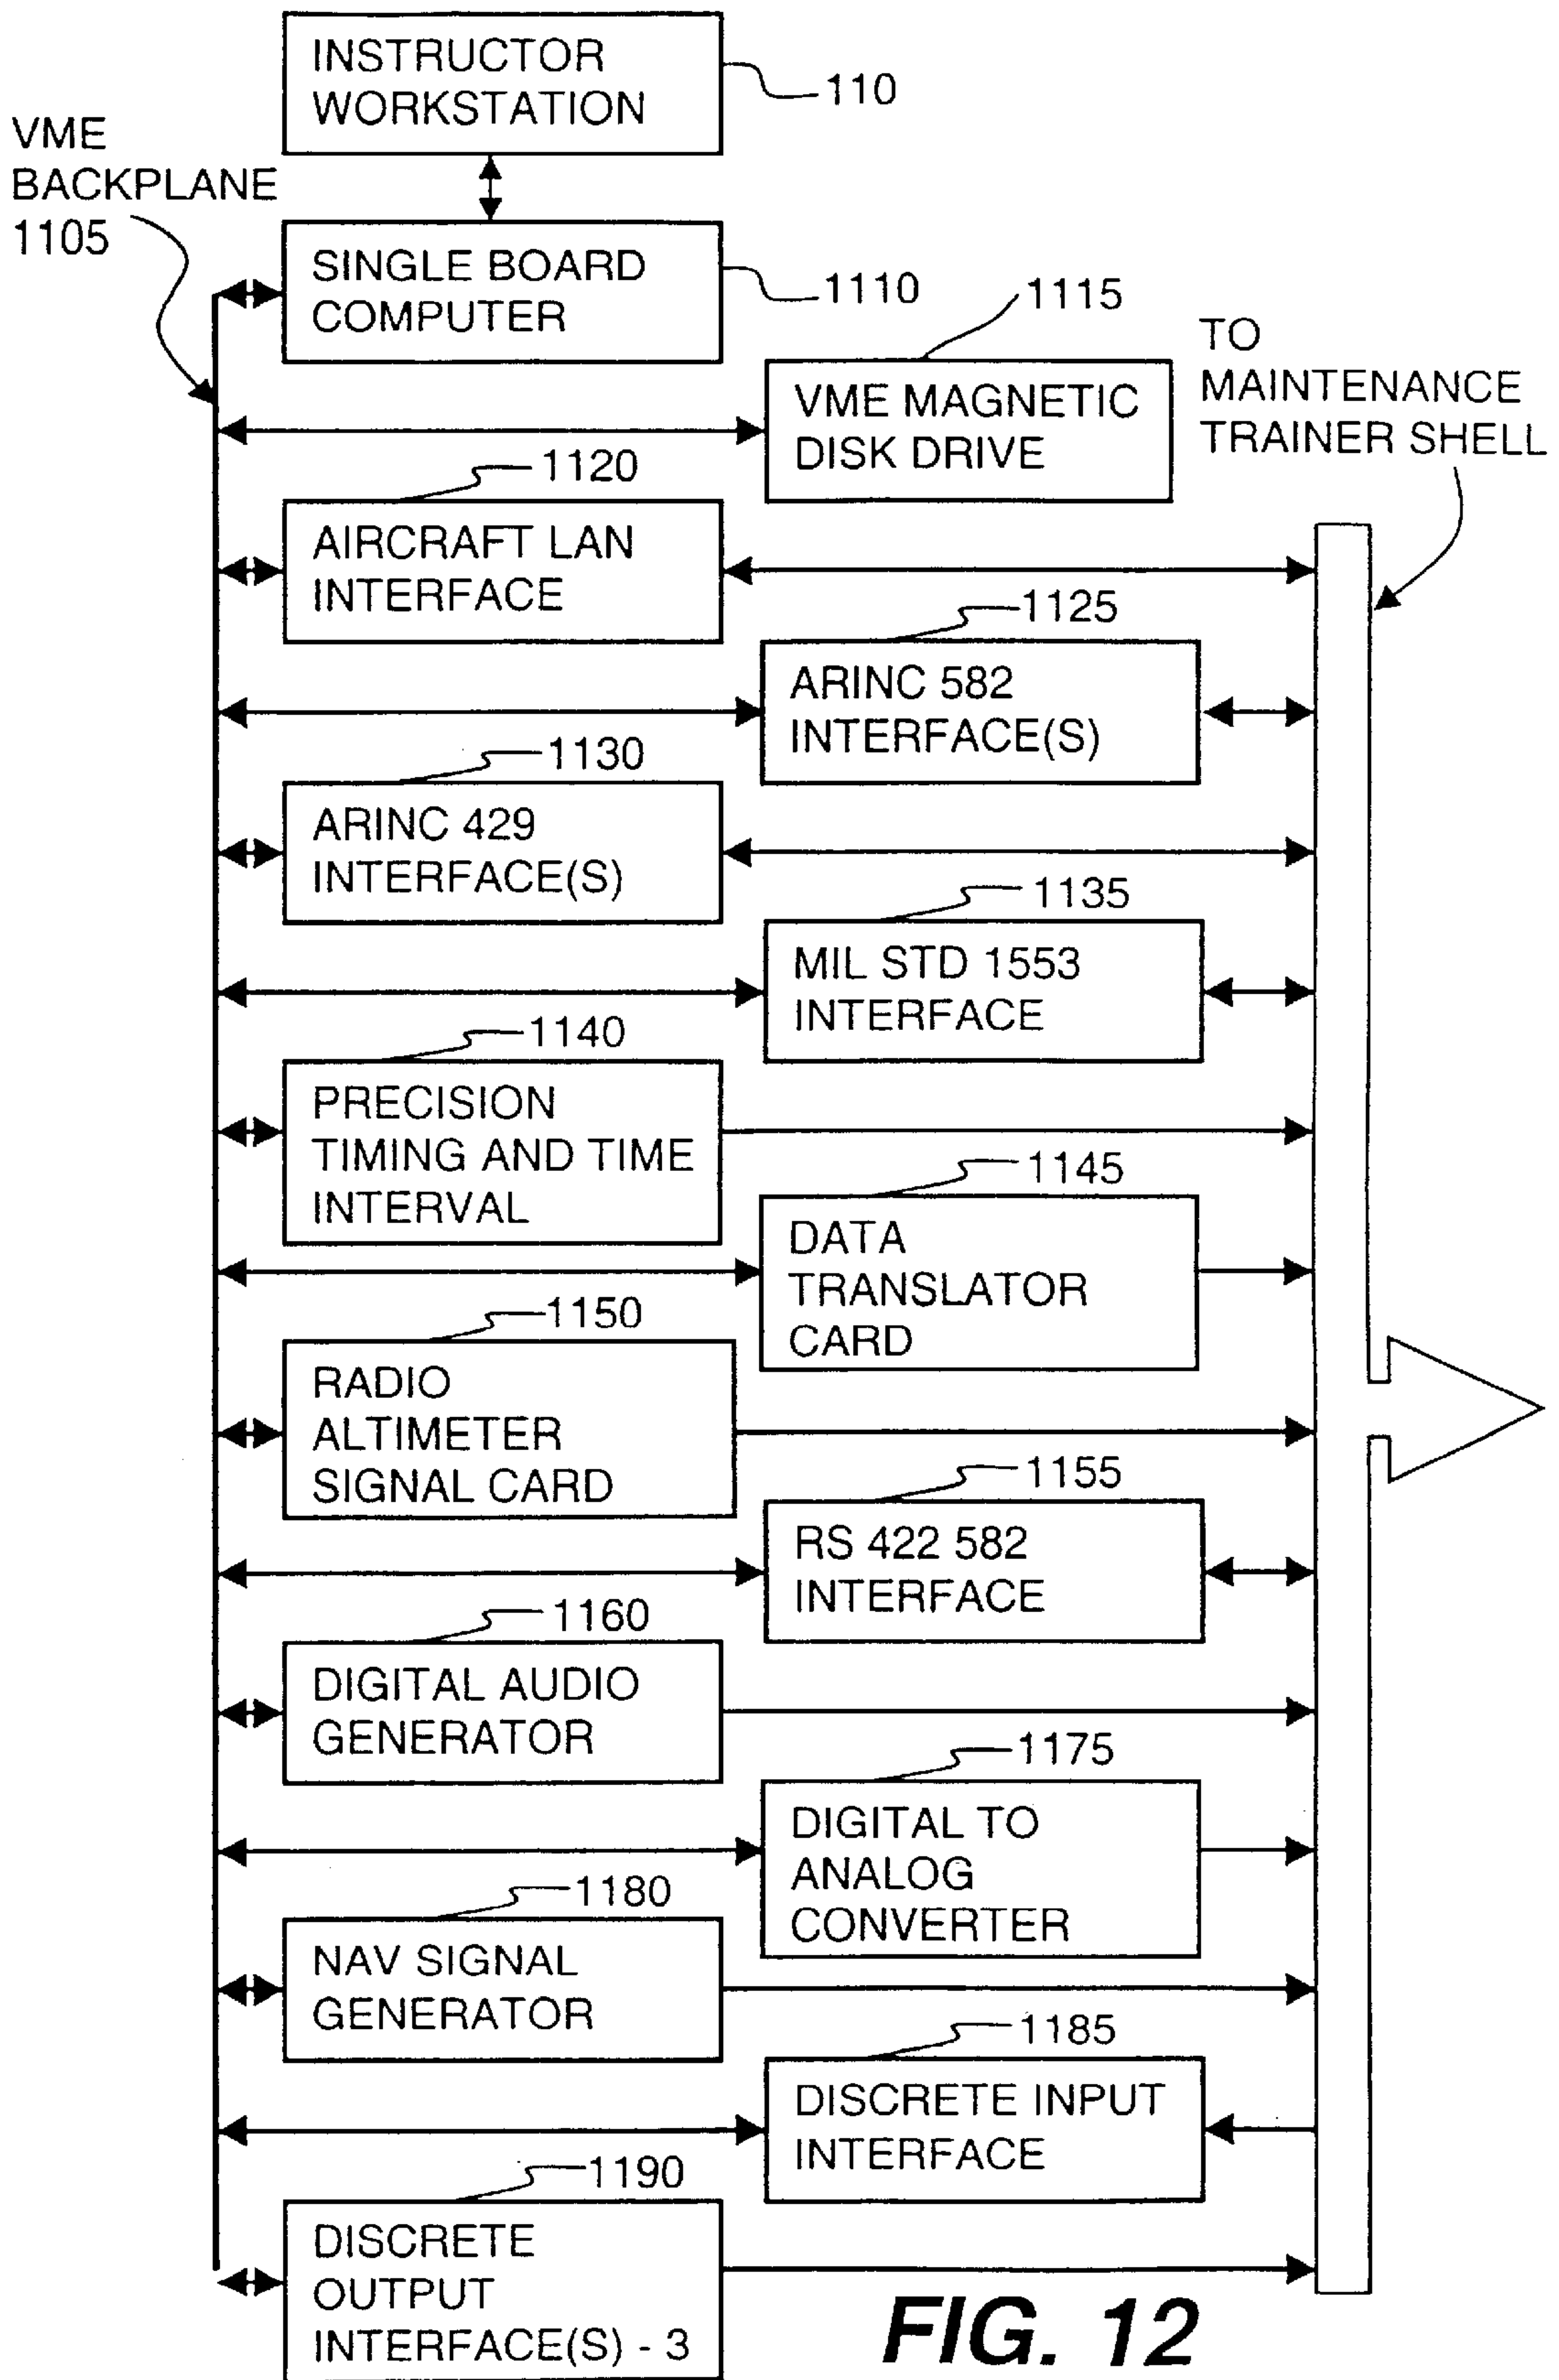 INSTRUCTOR
WORKSTATION
110
VME
BACKPLANE
1105
SINGLE BOARD
COMPUTER
1110
1115
VME MAGNETIC
DISK DRIVE
TO
MAINTENANCE
TRAINER SHELL
1120
AIRCRAFT LAN
INTERFACE
1125
ARINC 582
INTERFACE(S)
1130
ARINC 429
INTERFACE(S)
1135
MIL STD 1553
INTERFACE
1140
PRECISION
TIMING AND TIME
INTERVAL
1145
DATA
TRANSLATOR
CARD
1150
RADIO
ALTIMETER
SIGNAL CARD
1155
RS 422 582
INTERFACE
1160
DIGITAL AUDIO
GENERATOR
1175
DIGITAL TO
ANALOG
CONVERTER
1180
NAV SIGNAL
GENERATOR
1185
DISCRETE INPUT
INTERFACE
1190
DISCRETE
OUTPUT
INTERFACE(S) - 3
FIG. 12